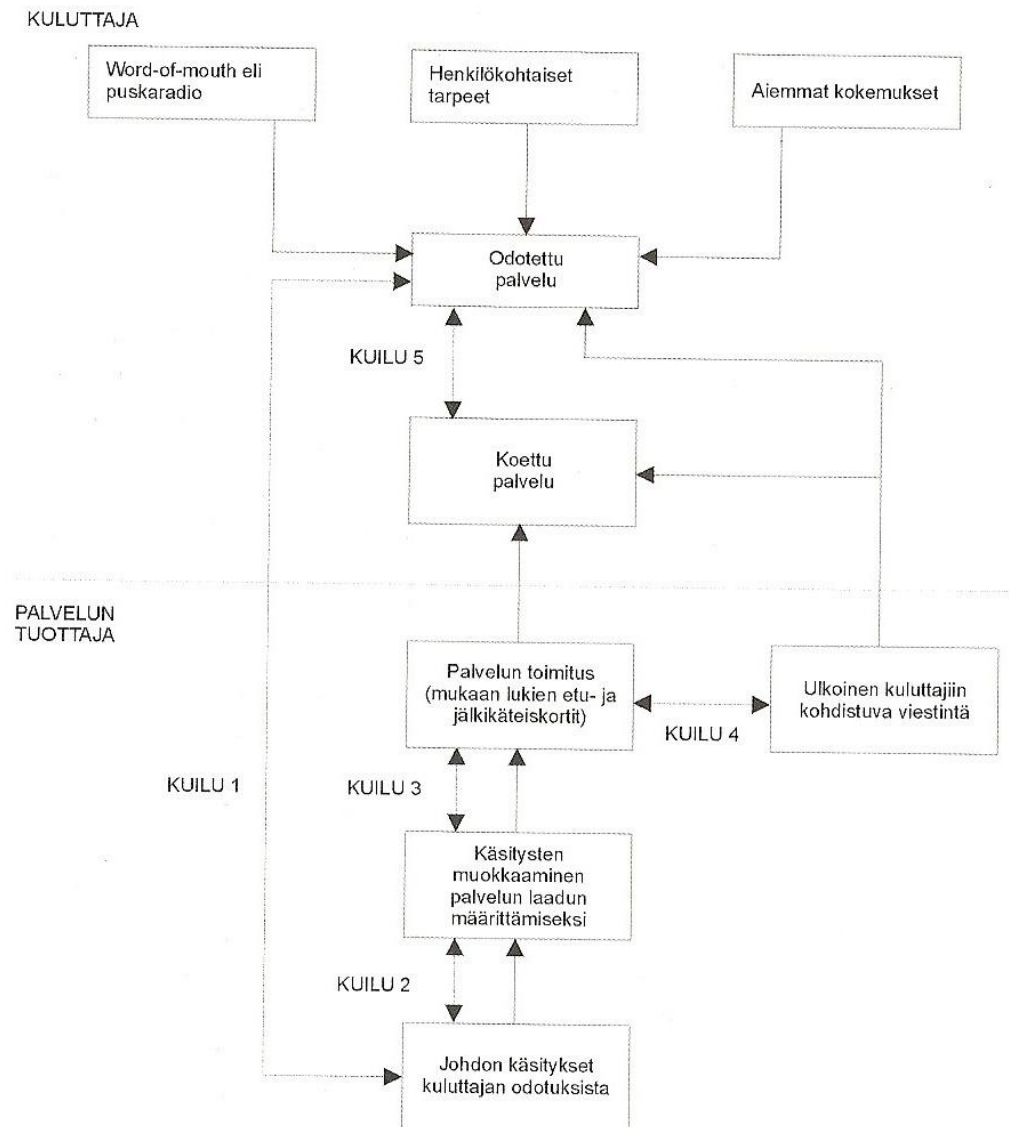 KULUTTAJA
Word-of-mouth eli
puskaradio
Henkilökohtaiset
tarpeet
Aiemmat kokemukset
Odotettu
palvelu
KUILU 5
Koettu
palvelu
PALVELUN
TUOTTAJA
Palvelun toimitus
(mukaan lukien etu- ja
jälkikäteiskortit)
Ulkoinen kuluttajiin
kohdistuva viestintä
KUILU 4
KUILU 1
KUILU 3
Käsitysten
muokkaaminen
palvelun laadun
määrittämiseksi
KUILU 2
Johdon käsitykset
kuluttajan odotuksista